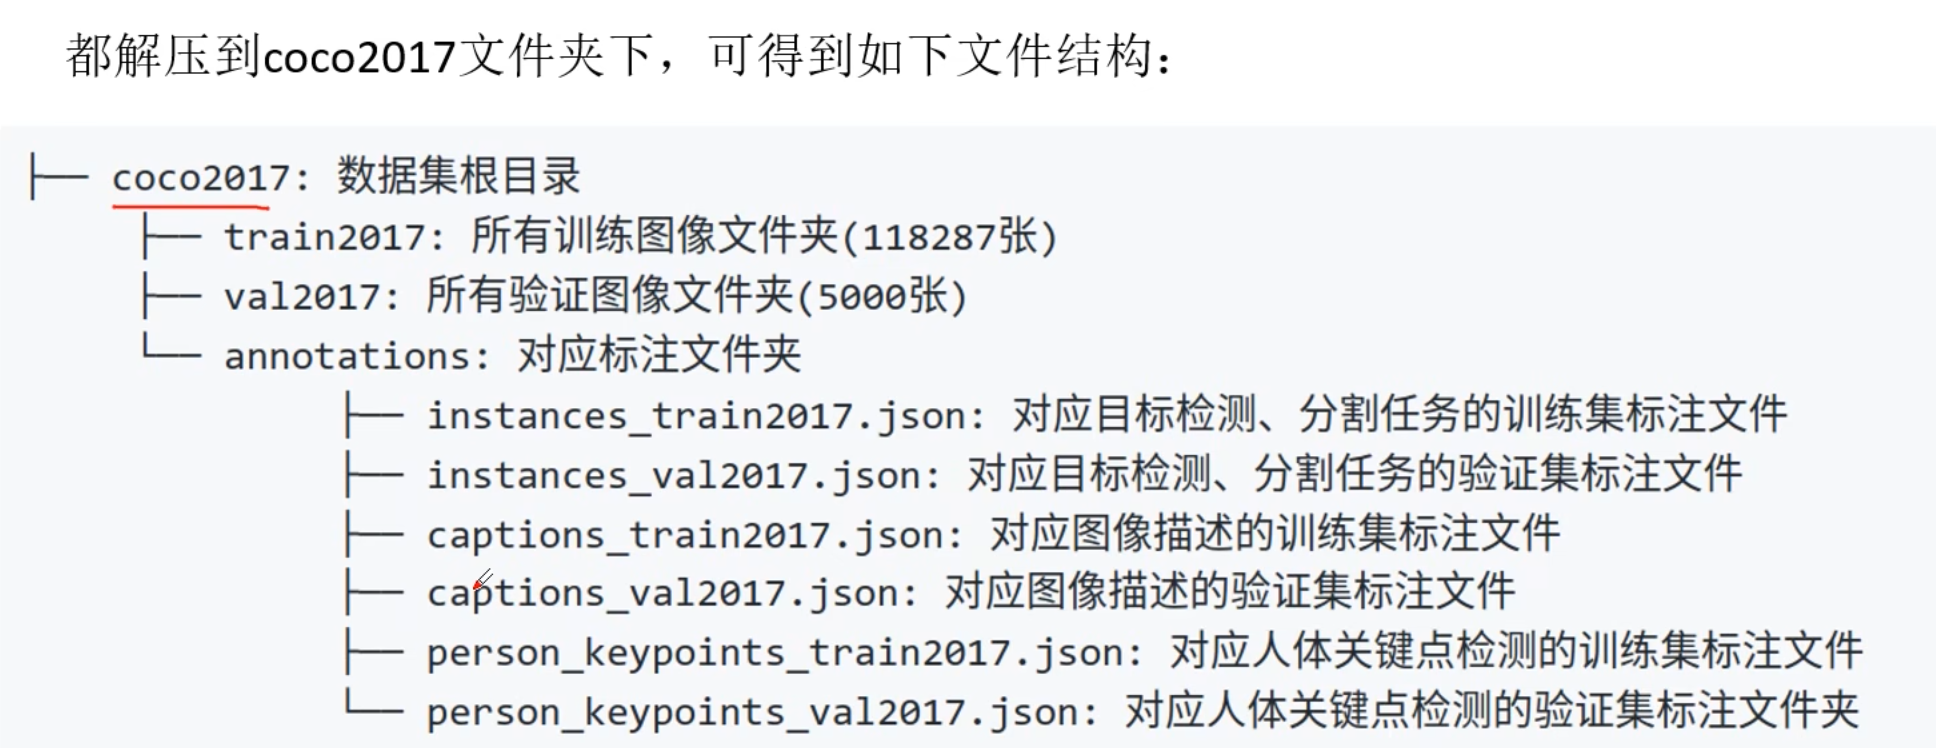 都解压到coco2017文件夹下，可得到如下文件结构：
├── coco2017: 数据集根目录
├── train2017: 所有训练图像文件夹(118287张)
├── val2017: 所有验证图像文件夹(5000张)
└── annotations: 对应标注文件夹
├── instances_train2017.json: 对应目标检测、分割任务的训练集标注文件
├── instances_val2017.json: 对应目标检测、分割任务的验证集标注文件
├── captions_train2017.json: 对应图像描述的训练集标注文件
├── captions_val2017.json: 对应图像描述的验证集标注文件
├── person_keypoints_train2017.json: 对应人体关键点检测的训练集标注文件
└── person_keypoints_val2017.json: 对应人体关键点检测的验证集标注文件夹